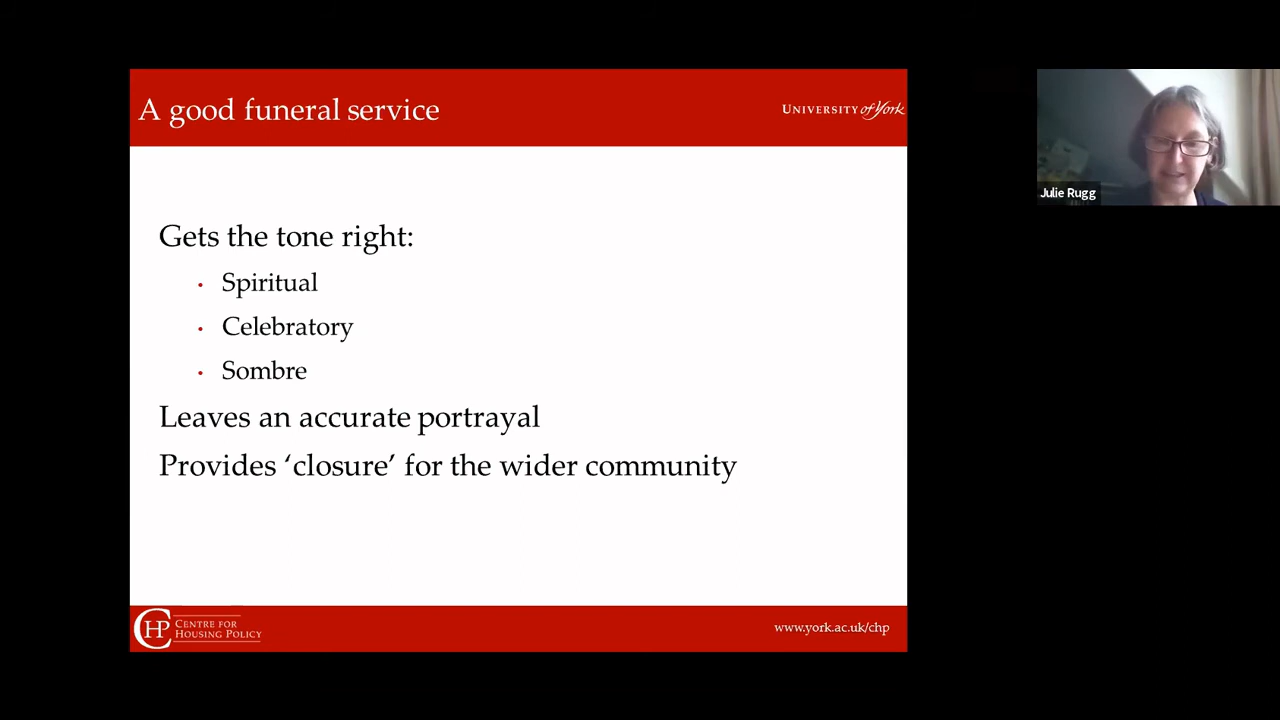 A good funeral service
UNIVERSITY of York
Julie Rugg
Gets the tone right:
• Spiritual
• Celebratory
• Sombre
Leaves an accurate portrayal
Provides ‘closure’ for the wider community
CHP
CENTRE FOR
HOUSING POLICY
www.york.ac.uk/chp